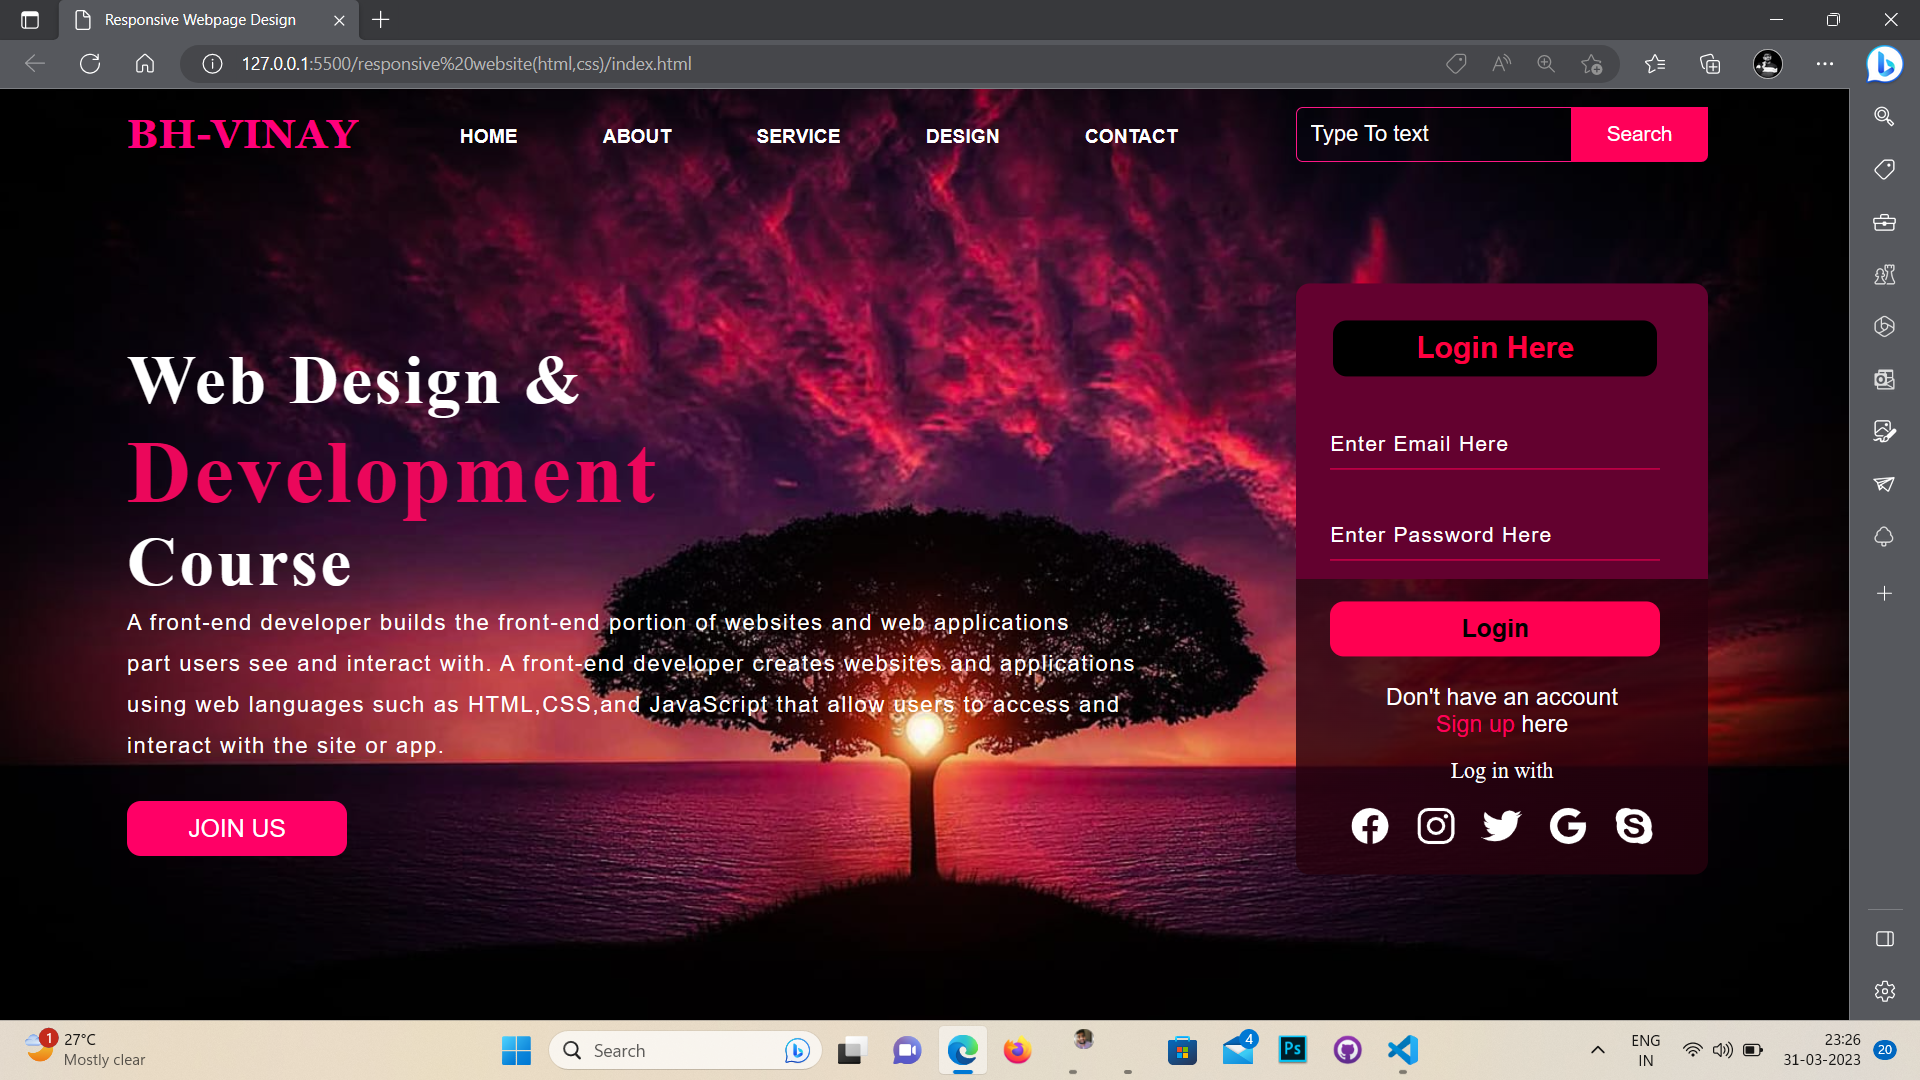 Responsive Webpage Design
127.0.0.1:5500/responsive%20website(html,css)/index.html
BH-VINAY
HOME
ABOUT
SERVICE
DESIGN
CONTACT
Type To text
Search
Web Design &
Development
Course
A front-end developer builds the front-end portion of websites and web applications
part users see and interact with. A front-end developer creates websites and applications
using web languages such as HTML,CSS,and JavaScript that allow users to access and
interact with the site or app.
JOIN US
Login Here
Enter Email Here
Enter Password Here
Login
Don't have an account
Sign up here
Log in with
1
27°C
Mostly clear
Search
4
Ps
ENG
IN
23:26
31-03-2023
20